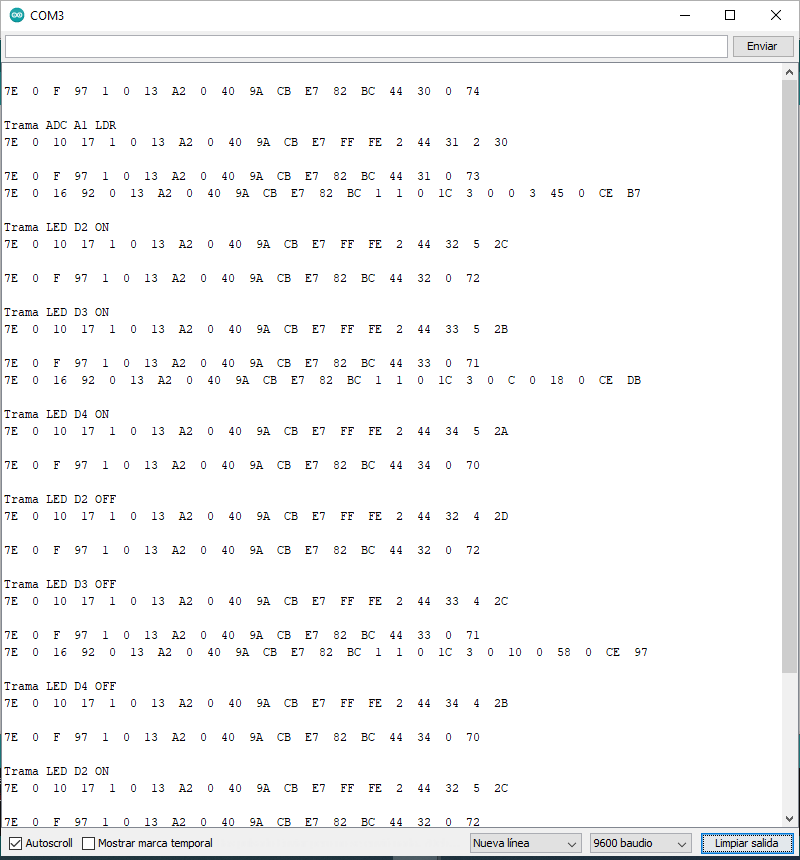 COM3
Enviar
7E 0 F 97 1 0 13 A2 0 40 9A CB E7 82 BC 44 30 0 74
Trama ADC A1 LDR
7E 0 10 17 1 0 13 A2 0 40 9A CB E7 FF FE 2 44 31 2 30
7E 0 F 97 1 0 13 A2 0 40 9A CB E7 82 BC 44 31 0 73
7E 0 16 92 0 13 A2 0 40 9A CB E7 82 BC 1 1 0 1C 3 0 0 3 45 0 CE B7
Trama LED D2 ON
7E 0 10 17 1 0 13 A2 0 40 9A CB E7 FF FE 2 44 32 5 2C
7E 0 F 97 1 0 13 A2 0 40 9A CB E7 82 BC 44 32 0 72
Trama LED D3 ON
7E 0 10 17 1 0 13 A2 0 40 9A CB E7 FF FE 2 44 33 5 2B
7E 0 F 97 1 0 13 A2 0 40 9A CB E7 82 BC 44 33 0 71
7E 0 16 92 0 13 A2 0 40 9A CB E7 82 BC 1 1 0 1C 3 0 C 0 18 0 CE DB
Trama LED D4 ON
7E 0 10 17 1 0 13 A2 0 40 9A CB E7 FF FE 2 44 34 5 2A
7E 0 F 97 1 0 13 A2 0 40 9A CB E7 82 BC 44 34 0 70
Trama LED D2 OFF
7E 0 10 17 1 0 13 A2 0 40 9A CB E7 FF FE 2 44 32 4 2D
7E 0 F 97 1 0 13 A2 0 40 9A CB E7 82 BC 44 32 0 72
Trama LED D3 OFF
7E 0 10 17 1 0 13 A2 0 40 9A CB E7 FF FE 2 44 33 4 2C
7E 0 F 97 1 0 13 A2 0 40 9A CB E7 82 BC 44 33 0 71
7E 0 16 92 0 13 A2 0 40 9A CB E7 82 BC 1 1 0 1C 3 0 10 0 58 0 CE 97
Trama LED D4 OFF
7E 0 10 17 1 0 13 A2 0 40 9A CB E7 FF FE 2 44 34 4 2B
7E 0 F 97 1 0 13 A2 0 40 9A CB E7 82 BC 44 34 0 70
Trama LED D2 ON
7E 0 10 17 1 0 13 A2 0 40 9A CB E7 FF FE 2 44 32 5 2C
7E 0 F 97 1 0 13 A2 0 40 9A CB E7 82 BC 44 32 0 72
Autoscroll Mostrar marca temporal Nueva línea 9600 baudio Limpiar salida